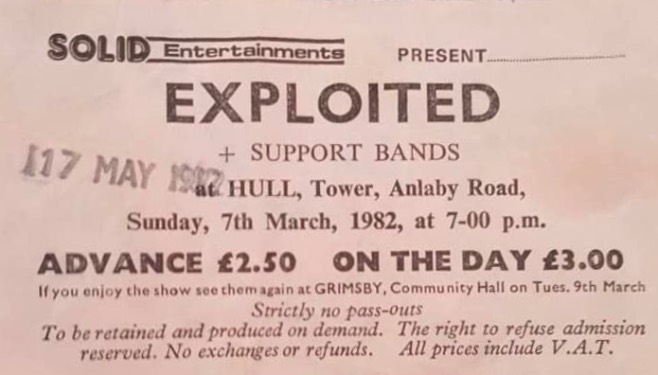 SOLID Entertainments PRESENT
EXPLOITED
+ SUPPORT BANDS
17 MAY 1982
at HULL, Tower, Anlaby Road,
Sunday, 7th March, 1982, at 7-00 p.m.
ADVANCE £2.50 ON THE DAY £3.00
If you enjoy the show see them again at GRIMSBY, Community Hall on Tues. 9th March
Strictly no pass-outs
To be retained and produced on demand. The right to refuse admission
reserved. No exchanges or refunds. All prices include V.A.T.